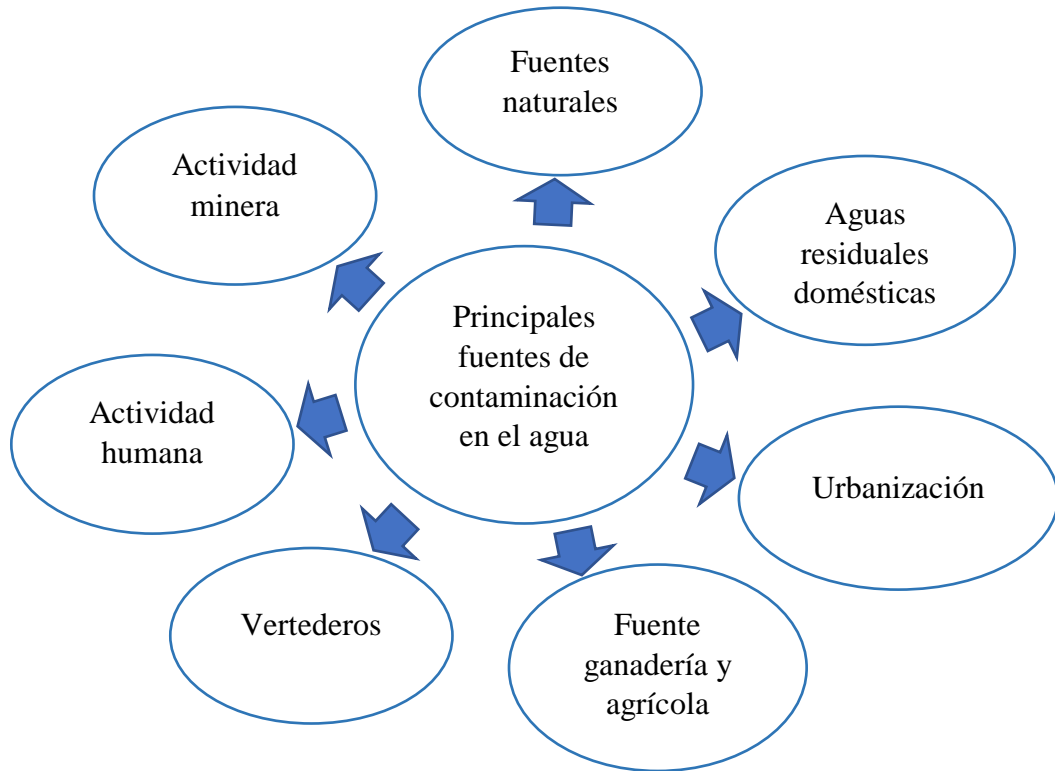 Fuentes
naturales
Actividad
minera
Aguas
residuales
domésticas
Principales
fuentes de
contaminación
en el agua
Actividad
humana
Urbanización
Vertederos
Fuente
ganadería y
agrícola